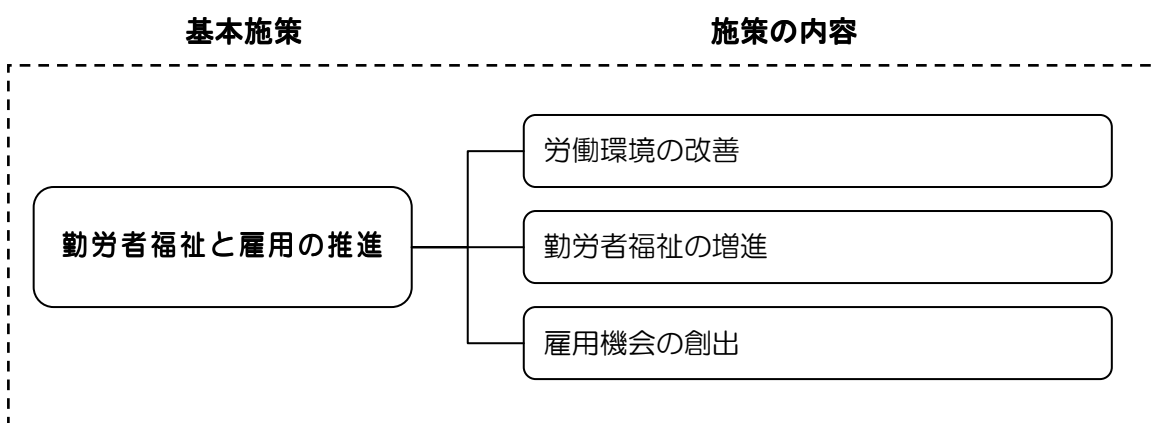 基本施策
施策の内容
勤労者福祉と雇用の推進
労働環境の改善
勤労者福祉の増進
雇用機会の創出